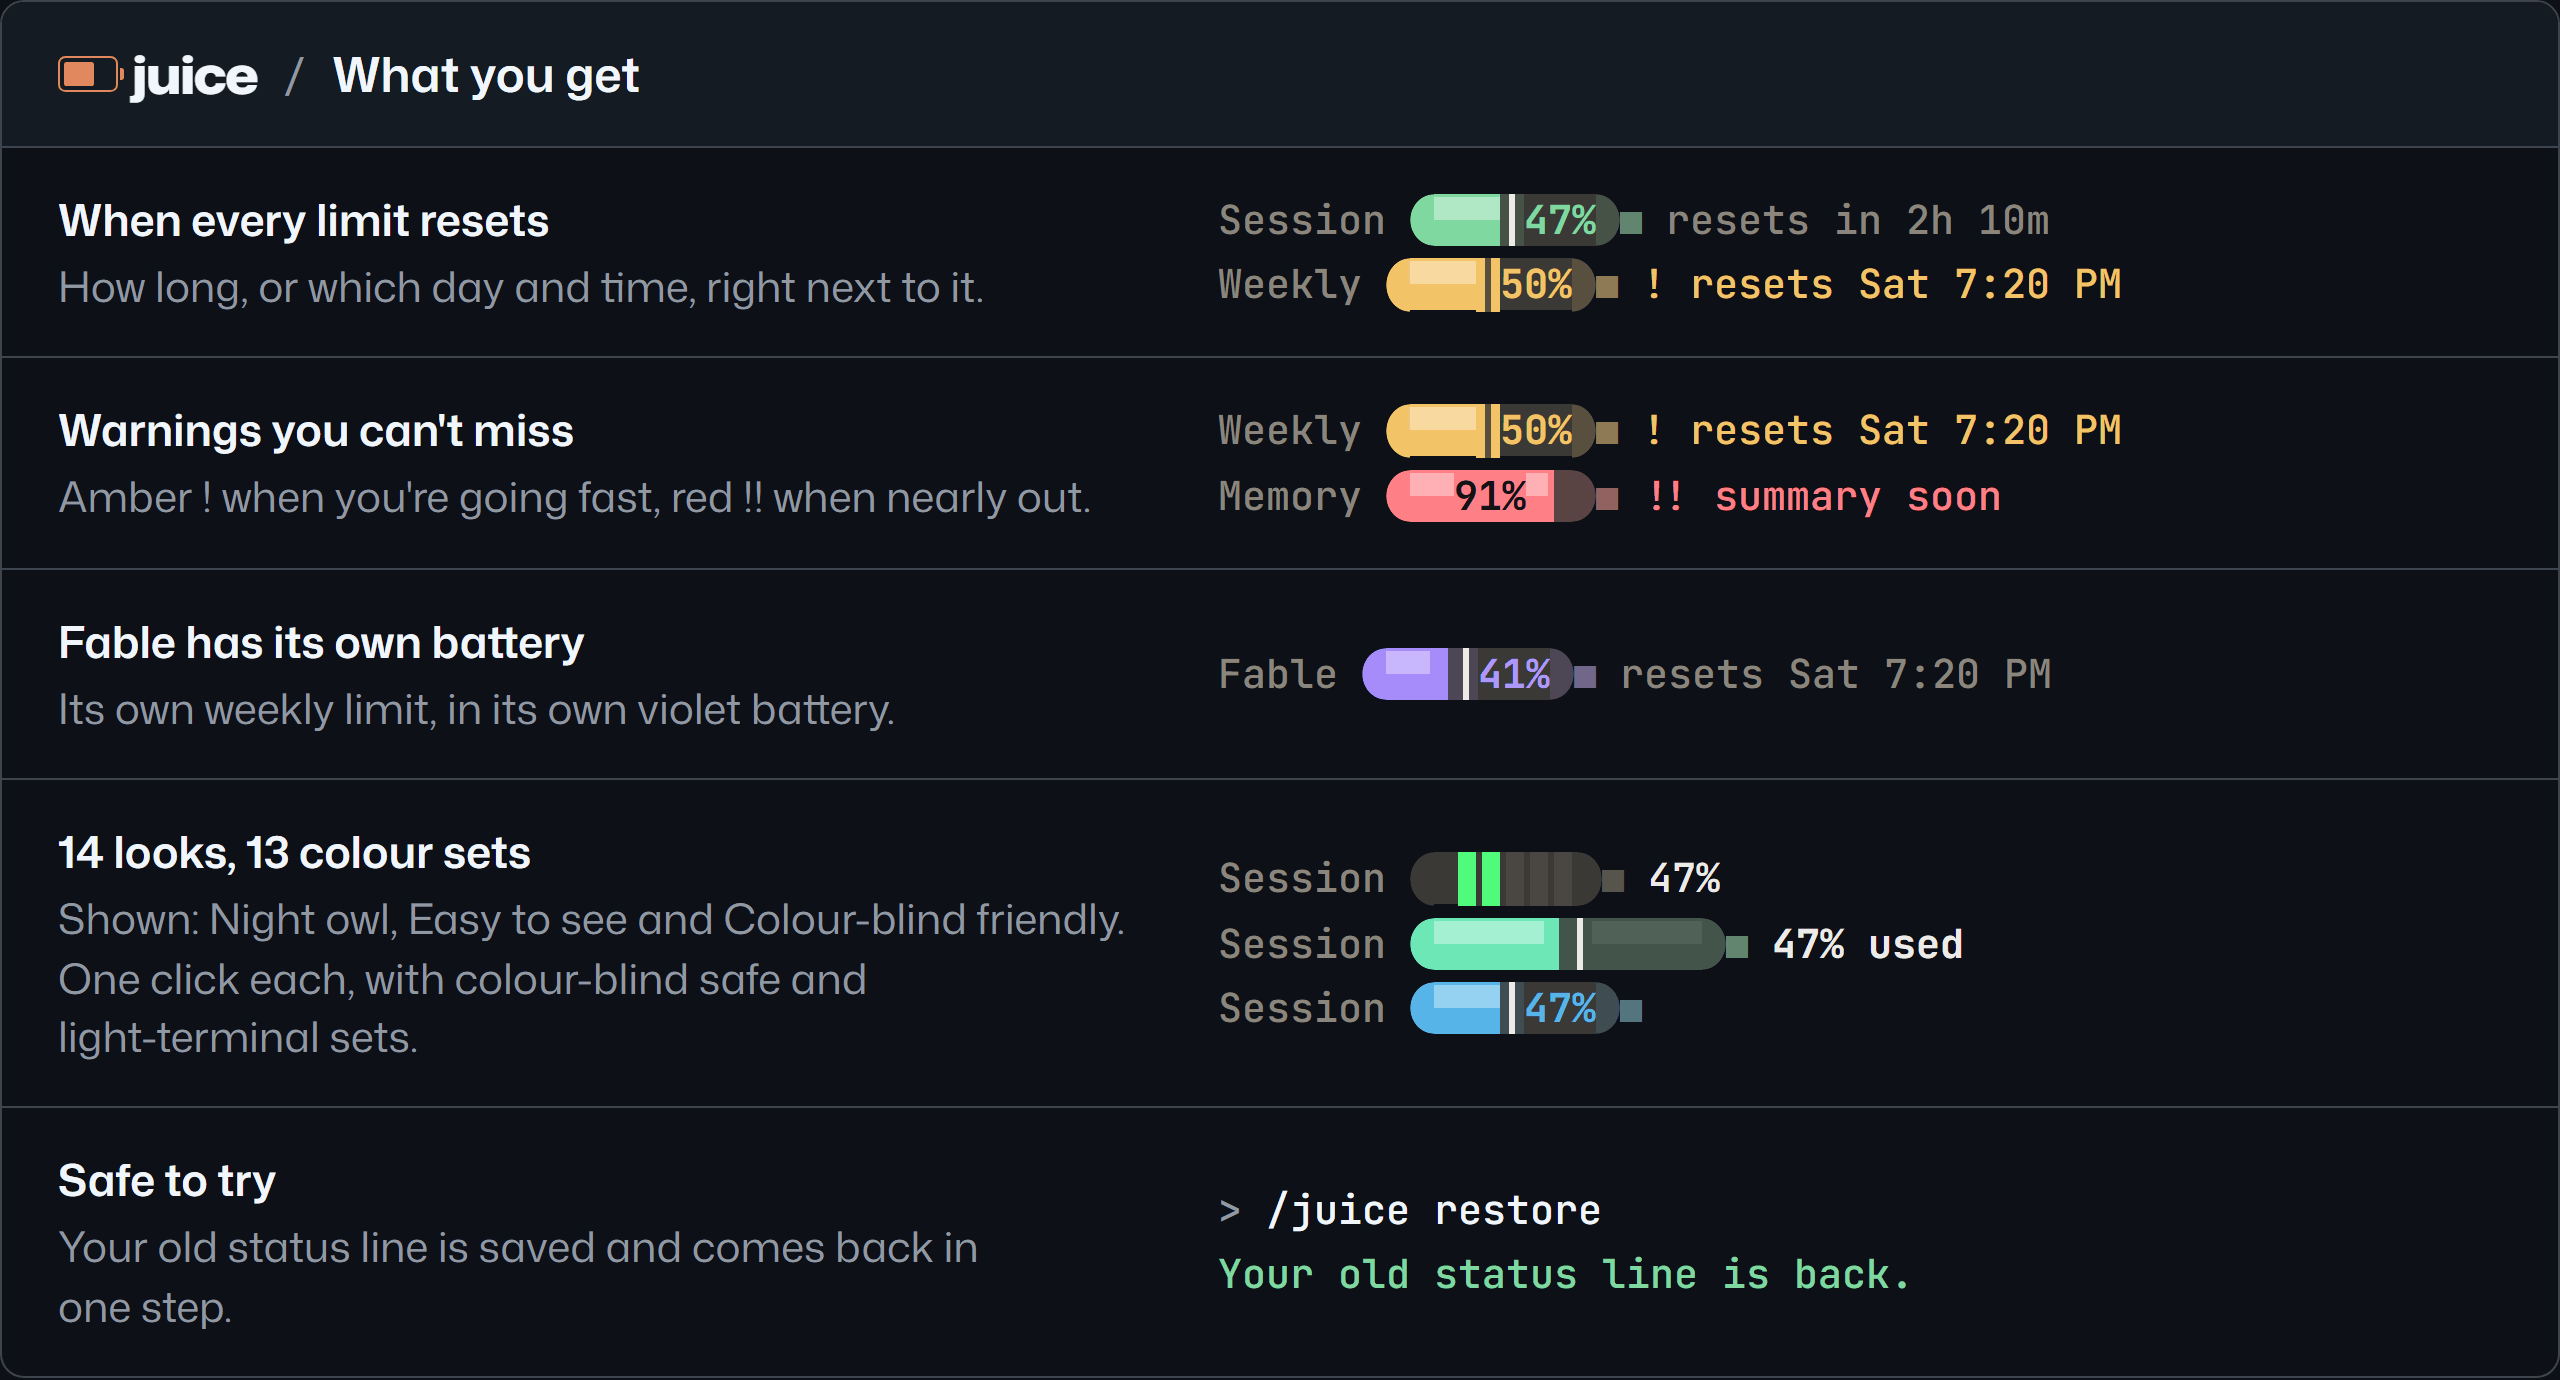 juice / What you get
When every limit resets
How long, or which day and time, right next to it.
Session 47% resets in 2h 10m
Weekly 50% ! resets Sat 7:20 PM
Warnings you can't miss
Amber ! when you're going fast, red !! when nearly out.
Weekly 50% ! resets Sat 7:20 PM
Memory 91% !! summary soon
Fable has its own battery
Its own weekly limit, in its own violet battery.
Fable 41% resets Sat 7:20 PM
14 looks, 13 colour sets
Shown: Night owl, Easy to see and Colour-blind friendly.
One click each, with colour-blind safe and
light-terminal sets.
Session 47%
Session 47% used
Session 47%
Safe to try
Your old status line is saved and comes back in
one step.
> /juice restore
Your old status line is back.